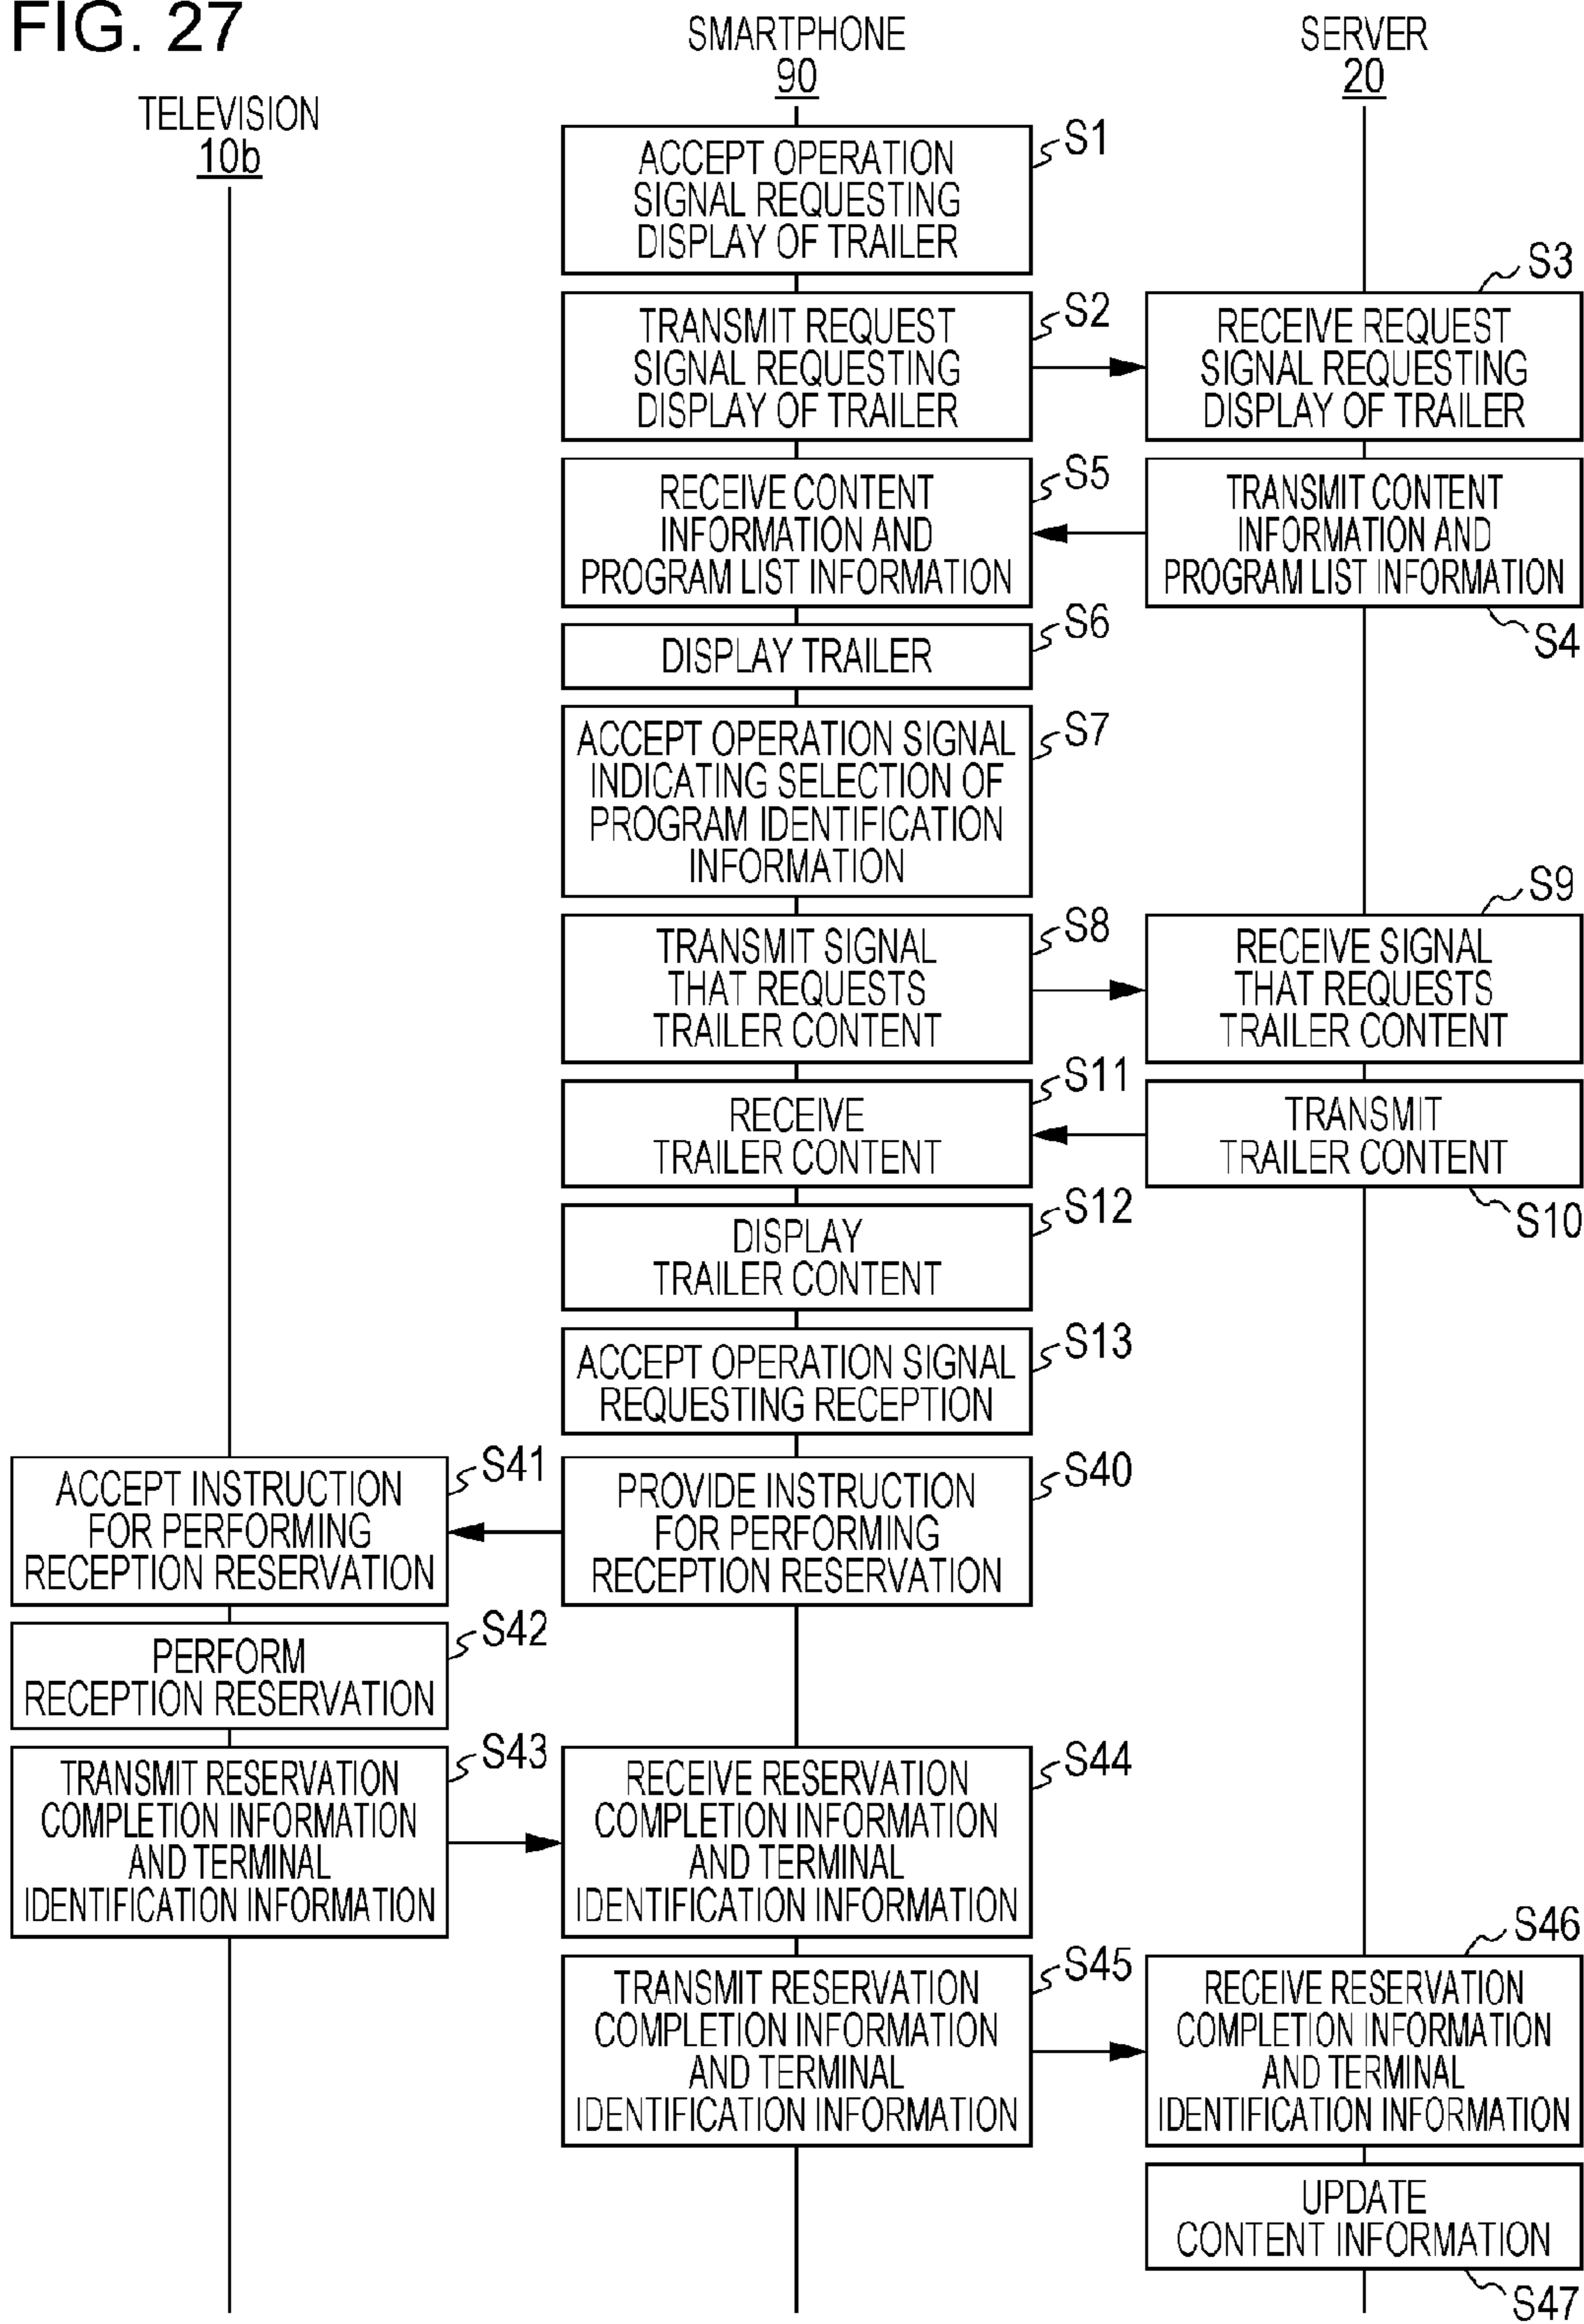 FIG. 27
TELEVISION
10b
SMARTPHONE
90
SERVER
20
ACCEPT OPERATION
SIGNAL REQUESTING
DISPLAY OF TRAILER
S1
TRANSMIT REQUEST
SIGNAL REQUESTING
DISPLAY OF TRAILER
S2
RECEIVE REQUEST
SIGNAL REQUESTING
DISPLAY OF TRAILER
S3
RECEIVE CONTENT
INFORMATION AND
PROGRAM LIST INFORMATION
S5
TRANSMIT CONTENT
INFORMATION AND
PROGRAM LIST INFORMATION
S4
DISPLAY TRAILER
S6
ACCEPT OPERATION SIGNAL
INDICATING SELECTION OF
PROGRAM IDENTIFICATION
INFORMATION
S7
TRANSMIT SIGNAL
THAT REQUESTS
TRAILER CONTENT
S8
RECEIVE SIGNAL
THAT REQUESTS
TRAILER CONTENT
S9
RECEIVE
TRAILER CONTENT
S11
TRANSMIT
TRAILER CONTENT
S10
DISPLAY
TRAILER CONTENT
S12
ACCEPT OPERATION SIGNAL
REQUESTING RECEPTION
S13
ACCEPT INSTRUCTION
FOR PERFORMING
RECEPTION RESERVATION
S41
PROVIDE INSTRUCTION
FOR PERFORMING
RECEPTION RESERVATION
S40
PERFORM
RECEPTION RESERVATION
S42
TRANSMIT RESERVATION
COMPLETION INFORMATION
AND TERMINAL
IDENTIFICATION INFORMATION
S43
RECEIVE RESERVATION
COMPLETION INFORMATION
AND TERMINAL
IDENTIFICATION INFORMATION
S44
TRANSMIT RESERVATION
COMPLETION INFORMATION
AND TERMINAL
IDENTIFICATION INFORMATION
S45
RECEIVE RESERVATION
COMPLETION INFORMATION
AND TERMINAL
IDENTIFICATION INFORMATION
S46
UPDATE
CONTENT INFORMATION
S47